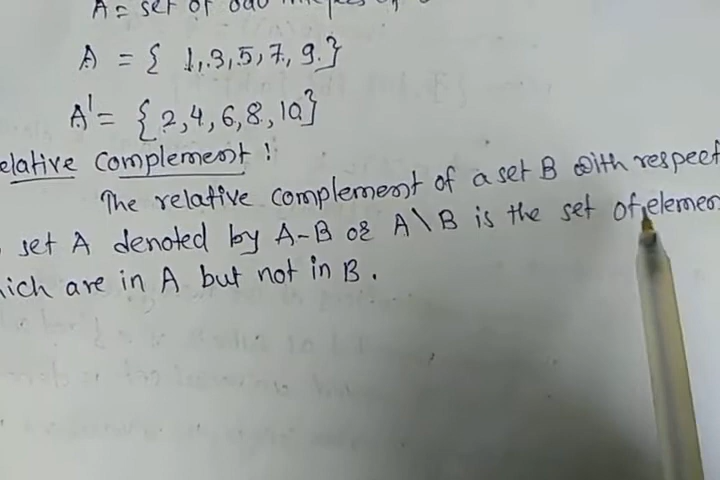 A = set of odd
A = { 1,3,5,7,9.}
A' = {2,4,6,8,10}
elative complement :
The relative complement of a set B with respect
set A denoted by A-B or A\B is the set of elemen
hich are in A but not in B.